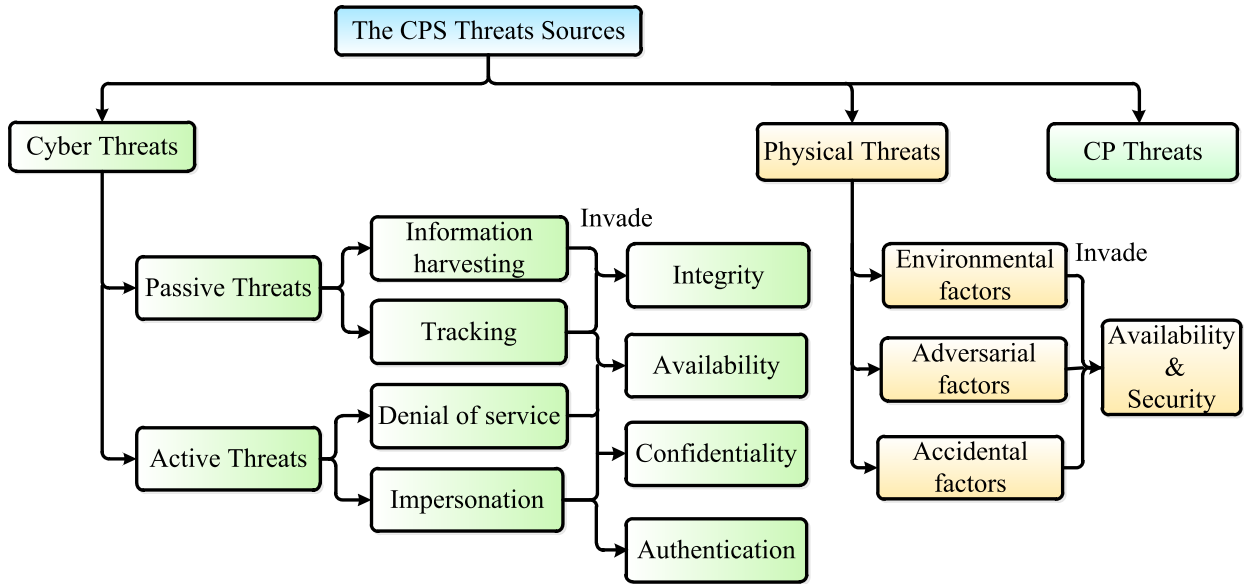 The CPS Threats Sources
Cyber Threats
Physical Threats
CP Threats
Passive Threats
Active Threats
Information
harvesting
Tracking
Denial of service
Impersonation
Invade
Integrity
Availability
Confidentiality
Authentication
Environmental
factors
Adversarial
factors
Accidental
factors
Invade
Availability
&
Security